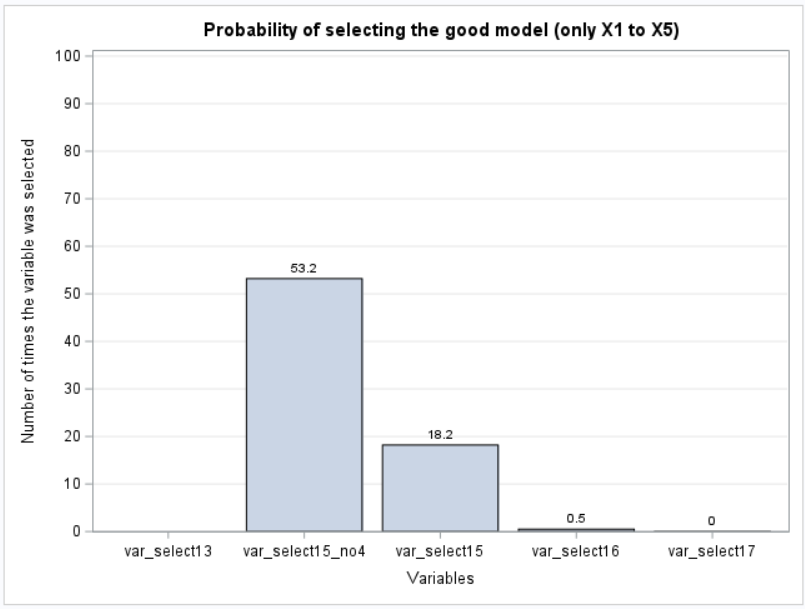 Probability of selecting the good model (only X1 to X5)
Number of times the variable was selected
100
90
80
70
60
50
40
30
20
10
0
53.2
18.2
0.5
0
var_select13
var_select15_no4
var_select15
var_select16
var_select17
Variables